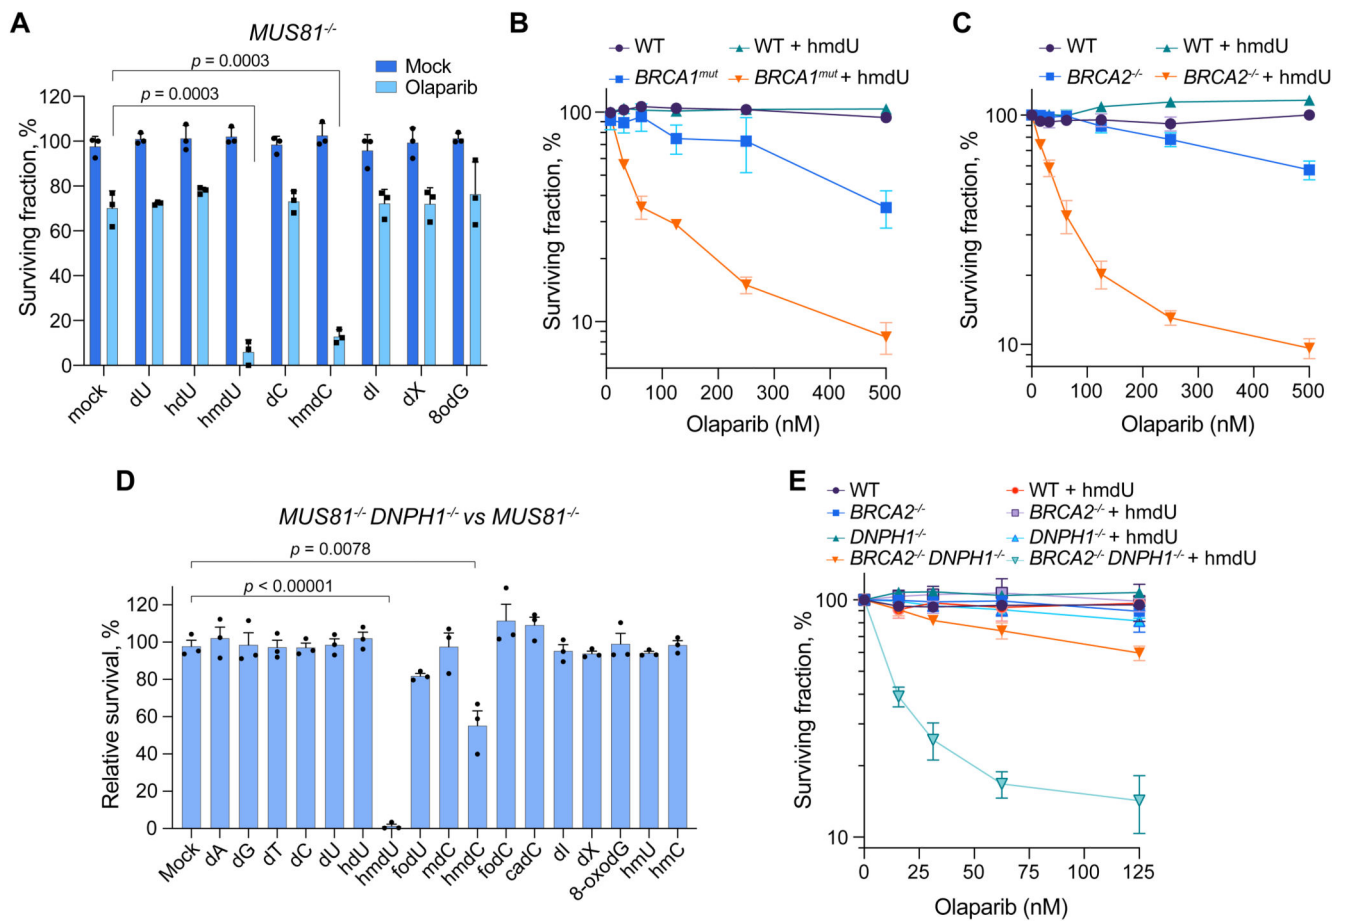 A
MUS81-/-
p = 0.0003
p = 0.0003
Mock
Olaparib
Surviving fraction, %
120
100
80
60
40
20
0
mock dU hdU hmdU dC hmdC dI dX 8odG
B
WT WT + hmdU
BRCA1mut BRCA1mut + hmdU
Surviving fraction, %
100
10
0 100 200 300 400 500
Olaparib (nM)
C
WT WT + hmdU
BRCA2-/- BRCA2-/- + hmdU
Surviving fraction, %
100
10
0 100 200 300 400 500
Olaparib (nM)
D
MUS81-/- DNPH1-/- vs MUS81-/-
p = 0.0078
p < 0.00001
Relative survival, %
120
100
80
60
40
20
0
Mock dA dG dT dC dU hdU hmdU fodU mdC hmdC fodC cadC dI dX 8-oxodG hmU hmC
E
WT WT + hmdU
BRCA2-/- BRCA2-/- + hmdU
DNPH1-/- DNPH1-/- + hmdU
BRCA2-/- DNPH1-/- BRCA2-/- DNPH1-/- + hmdU
Surviving fraction, %
100
10
0 25 50 75 100 125
Olaparib (nM)